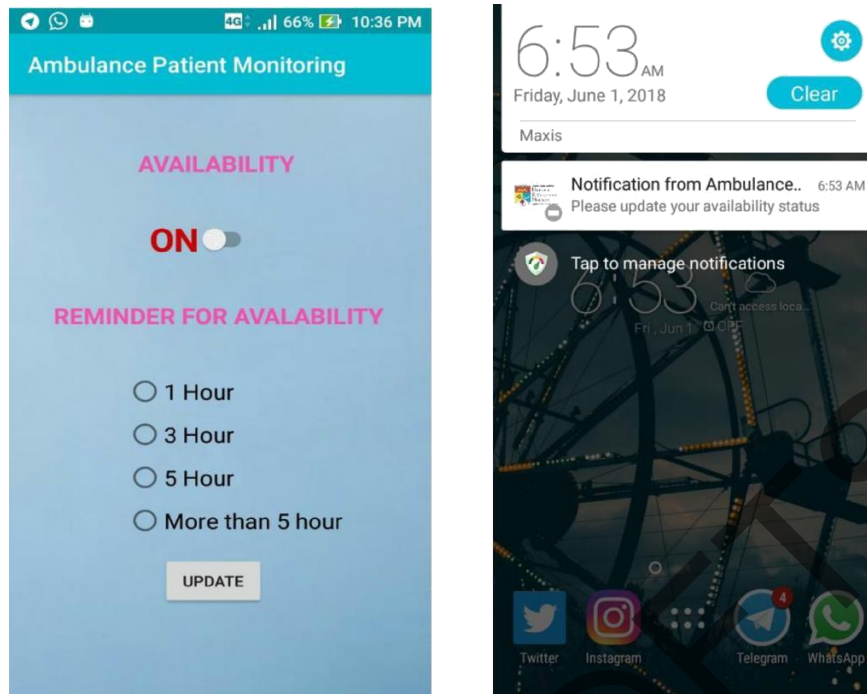 4G 66% 10:36 PM
Ambulance Patient Monitoring
AVAILABILITY
ON
REMINDER FOR AVALABILITY
1 Hour
3 Hour
5 Hour
More than 5 hour
UPDATE
6:53 AM
Friday, June 1, 2018
Clear
Maxis
Notification from Ambulance.. 6:53 AM
Please update your availability status
Tap to manage notifications
6:53
Can't access loca...
Fri, Jun 1 OFF
4
Twitter Instagram Telegram WhatsApp